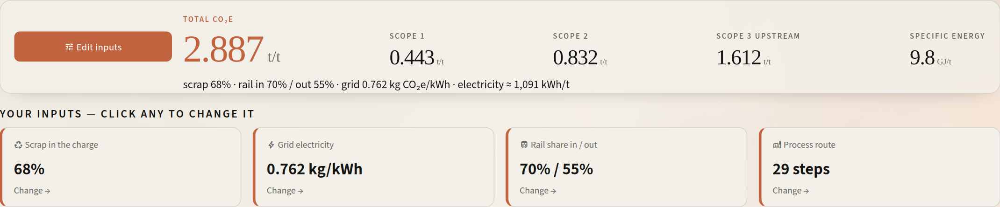 TOTAL CO₂E
Edit inputs
2.887 t/t
SCOPE 1
0.443 t/t
SCOPE 2
0.832 t/t
SCOPE 3 UPSTREAM
1.612 t/t
SPECIFIC ENERGY
9.8 GJ/t
scrap 68% · rail in 70% / out 55% · grid 0.762 kg CO₂e/kWh · electricity ≈ 1,091 kWh/t
YOUR INPUTS — CLICK ANY TO CHANGE IT
Scrap in the charge
68%
Change →
Grid electricity
0.762 kg/kWh
Change →
Rail share in / out
70% / 55%
Change →
Process route
29 steps
Change →